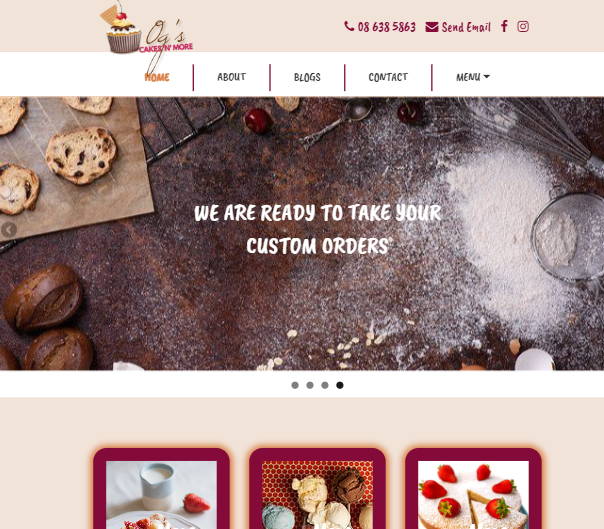 Og's
CAKES 'N' MORE
08 638 5863 Send Email
HOME ABOUT BLOGS CONTACT MENU
WE ARE READY TO TAKE YOUR
CUSTOM ORDERS"